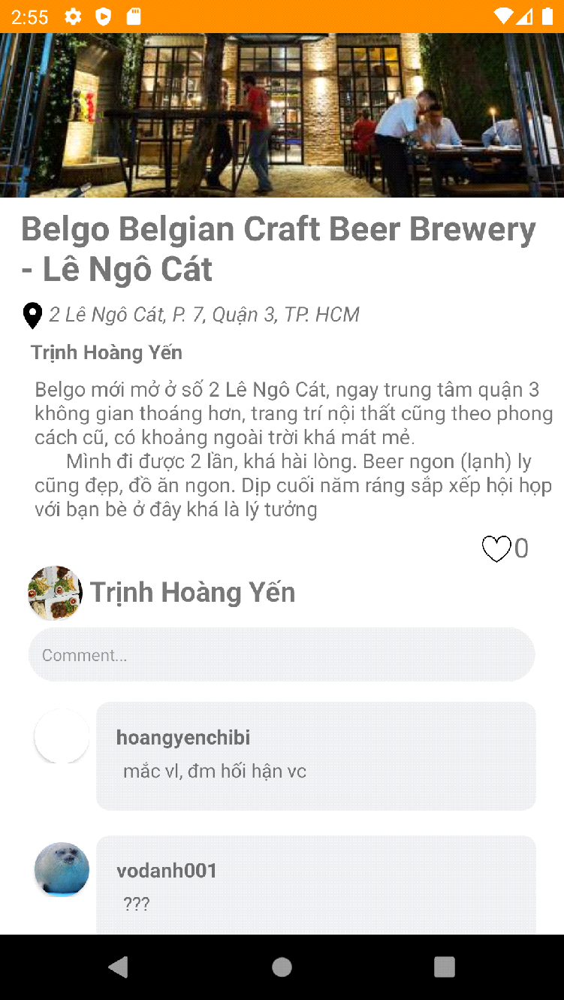 2:55
Belgo Belgian Craft Beer Brewery
- Lê Ngô Cát
2 Lê Ngô Cát, P. 7, Quận 3, TP. HCM
Trịnh Hoàng Yến
Belgo mới mở ở số 2 Lê Ngô Cát, ngay trung tâm quận 3
không gian thoáng hơn, trang trí nội thất cũng theo phong
cách cũ, có khoảng ngoài trời khá mát mẻ.
Mình đi được 2 lần, khá hài lòng. Beer ngon (lạnh) ly
cũng đẹp, đồ ăn ngon. Dịp cuối năm ráng sắp xếp hội họp
với bạn bè ở đây khá là lý tưởng
0
Trịnh Hoàng Yến
Comment...
hoangyenchibi
mắc vl, đm hối hận vc
vodanh001
???